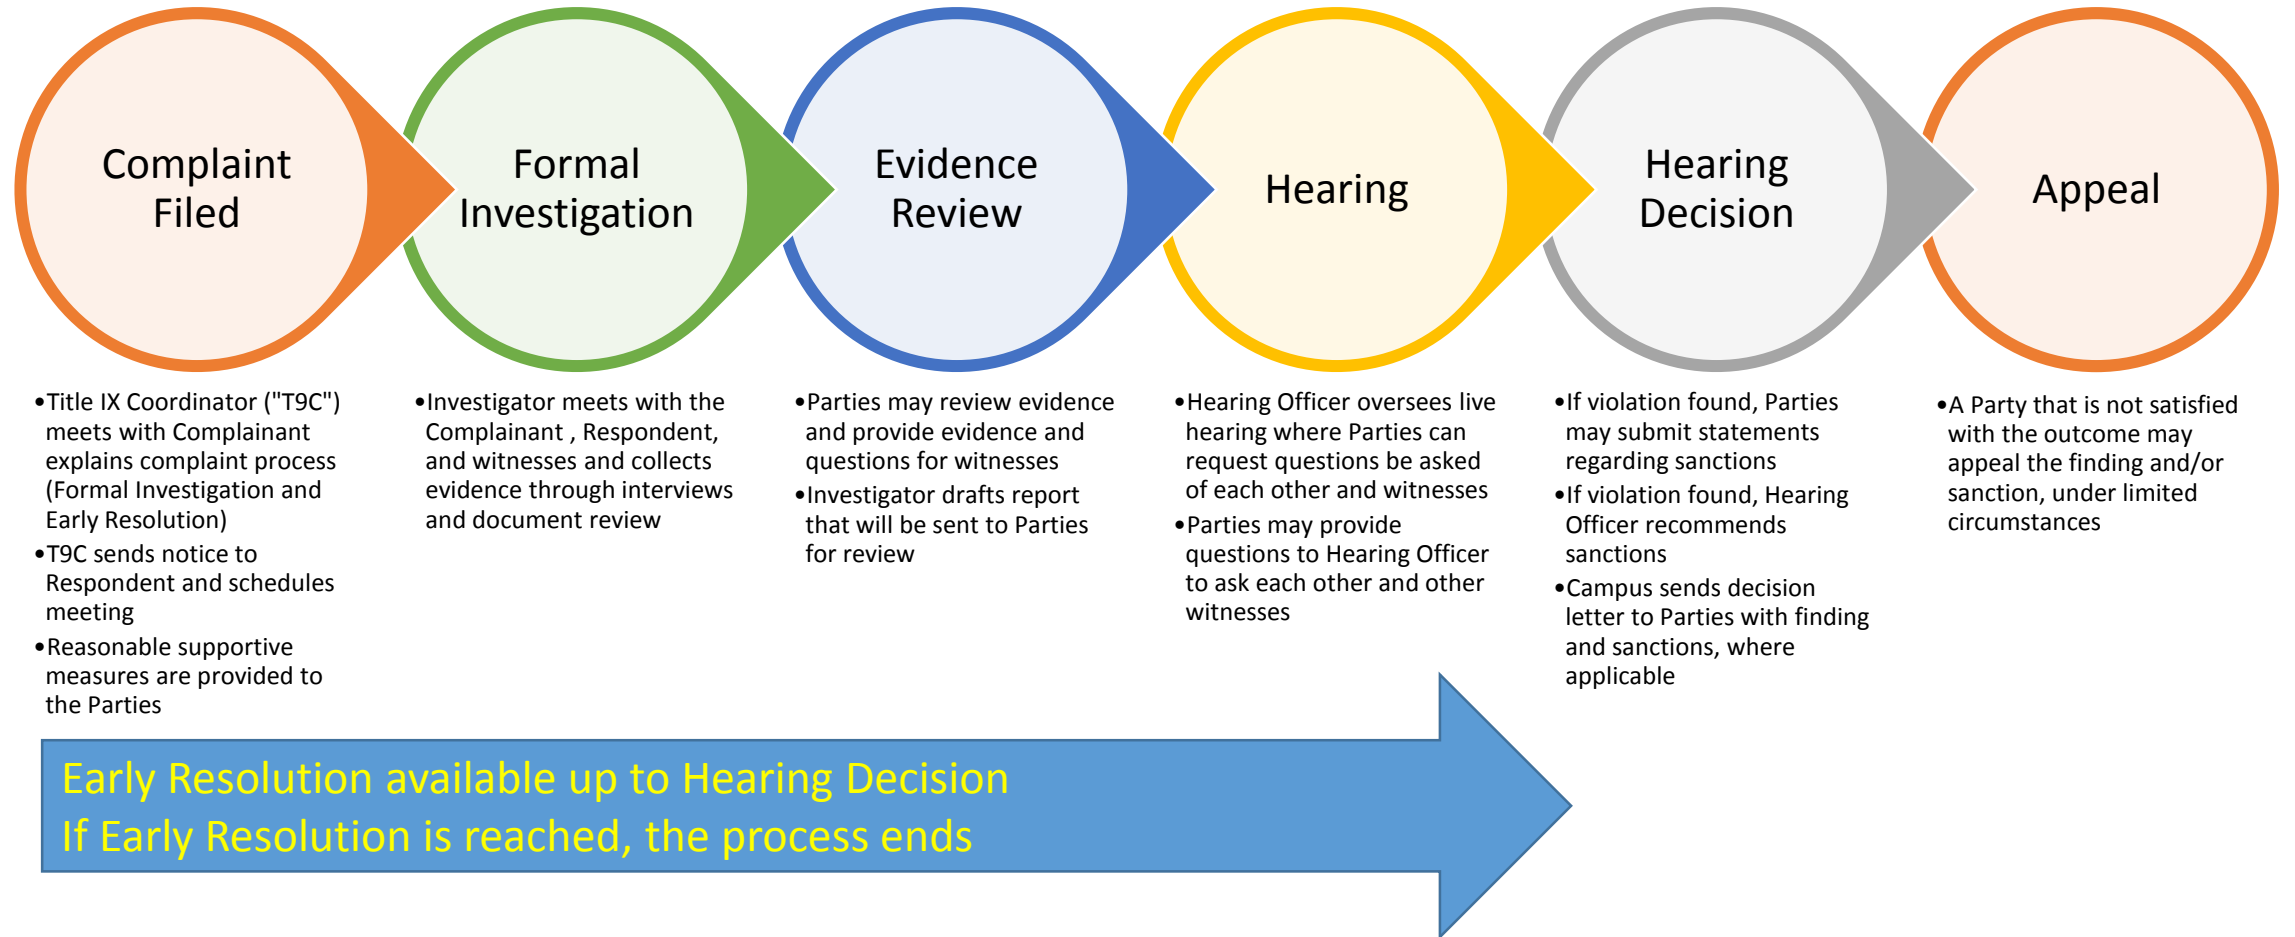 Complaint
Filed
Formal
Investigation
Evidence
Review
Hearing
Hearing
Decision
Appeal
•Title IX Coordinator ("T9C")
meets with Complainant
explains complaint process
(Formal Investigation and
Early Resolution)
•T9C sends notice to
Respondent and schedules
meeting
•Reasonable supportive
measures are provided to
the Parties
•Investigator meets with the
Complainant , Respondent,
and witnesses and collects
evidence through interviews
and document review
•Parties may review evidence
and provide evidence and
questions for witnesses
•Investigator drafts report
that will be sent to Parties
for review
•Hearing Officer oversees live
hearing where Parties can
request questions be asked
of each other and witnesses
•Parties may provide
questions to Hearing Officer
to ask each other and other
witnesses
•If violation found, Parties
may submit statements
regarding sanctions
•If violation found, Hearing
Officer recommends
sanctions
•Campus sends decision
letter to Parties with finding
and sanctions, where
applicable
•A Party that is not satisfied
with the outcome may
appeal the finding and/or
sanction, under limited
circumstances
Early Resolution available up to Hearing Decision
If Early Resolution is reached, the process ends